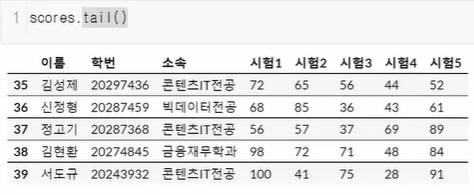 1 scores.tail()
이름 학번 소속 시험1 시험2 시험3 시험4 시험5
35 김성제 20297436 콘텐츠IT전공 72 65 56 44 52
36 신정형 20287459 빅데이터전공 68 85 36 43 61
37 정고기 20287368 콘텐츠IT전공 56 57 37 69 89
38 김현환 20274845 금융재무학과 98 72 71 48 84
39 서도규 20243932 콘텐츠IT전공 100 41 75 28 91